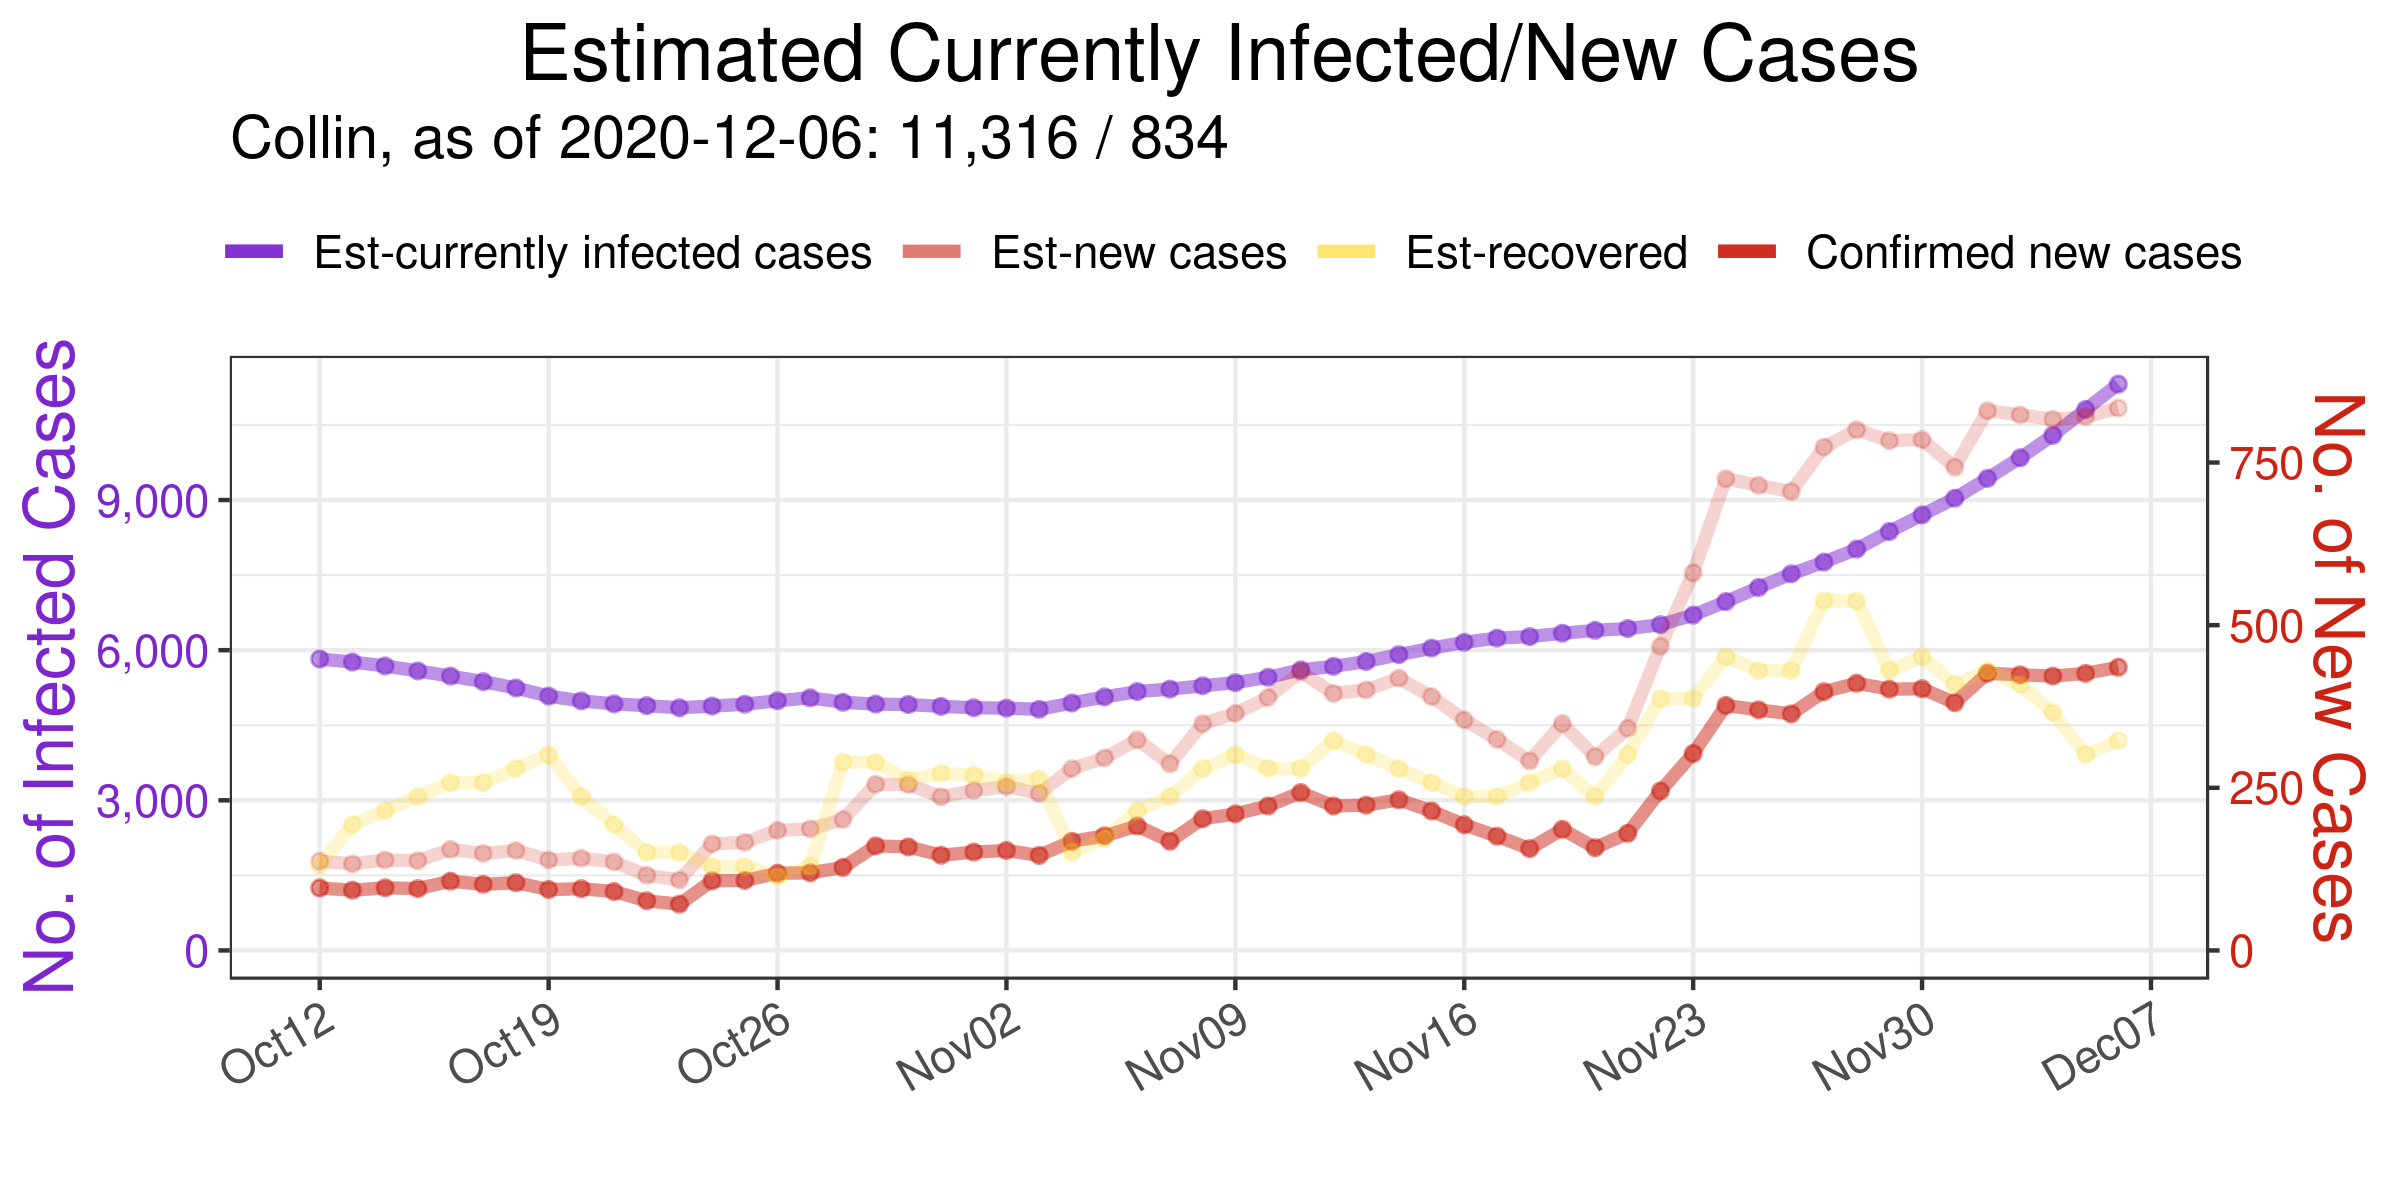 Estimated Currently Infected/New Cases
Collin, as of 2020-12-06: 11,316 / 834
Est-currently infected cases Est-new cases Est-recovered Confirmed new cases
No. of Infected Cases
9,000
6,000
3,000
0
750
500
250
0
No. of New Cases
Oct12 Oct19 Oct26 Nov02 Nov09 Nov16 Nov23 Nov30 Dec07